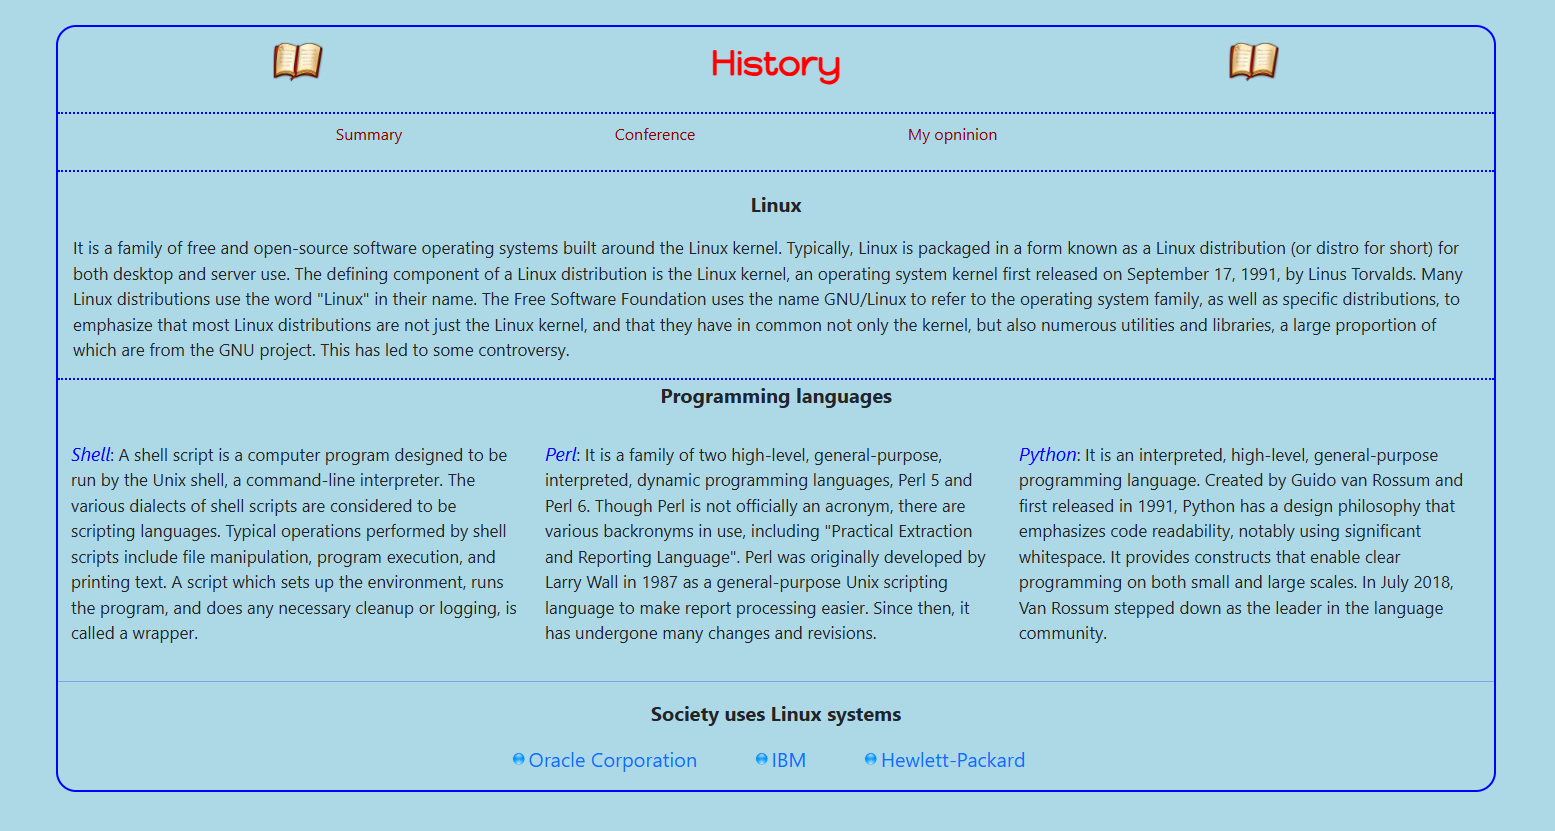 History
Summary
Conference
My opninion
Linux
It is a family of free and open-source software operating systems built around the Linux kernel. Typically, Linux is packaged in a form known as a Linux distribution (or distro for short) for
both desktop and server use. The defining component of a Linux distribution is the Linux kernel, an operating system kernel first released on September 17, 1991, by Linus Torvalds. Many
Linux distributions use the word "Linux" in their name. The Free Software Foundation uses the name GNU/Linux to refer to the operating system family, as well as specific distributions, to
emphasize that most Linux distributions are not just the Linux kernel, and that they have in common not only the kernel, but also numerous utilities and libraries, a large proportion of
which are from the GNU project. This has led to some controversy.
Programming languages
Shell: A shell script is a computer program designed to be
run by the Unix shell, a command-line interpreter. The
various dialects of shell scripts are considered to be
scripting languages. Typical operations performed by shell
scripts include file manipulation, program execution, and
printing text. A script which sets up the environment, runs
the program, and does any necessary cleanup or logging, is
called a wrapper.
Perl: It is a family of two high-level, general-purpose,
interpreted, dynamic programming languages, Perl 5 and
Perl 6. Though Perl is not officially an acronym, there are
various backronyms in use, including "Practical Extraction
and Reporting Language". Perl was originally developed by
Larry Wall in 1987 as a general-purpose Unix scripting
language to make report processing easier. Since then, it
has undergone many changes and revisions.
Python: It is an interpreted, high-level, general-purpose
programming language. Created by Guido van Rossum and
first released in 1991, Python has a design philosophy that
emphasizes code readability, notably using significant
whitespace. It provides constructs that enable clear
programming on both small and large scales. In July 2018,
Van Rossum stepped down as the leader in the language
community.
Society uses Linux systems
Oracle Corporation
IBM
Hewlett-Packard